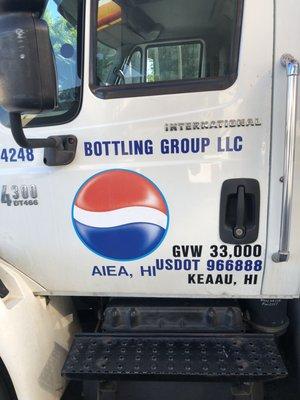 INTERNATIONAL
4248
BOTTLING GROUP LLC
4300
DT466
GVW 33,000
AIEA, HI
USDOT 966888
KEAAU, HI